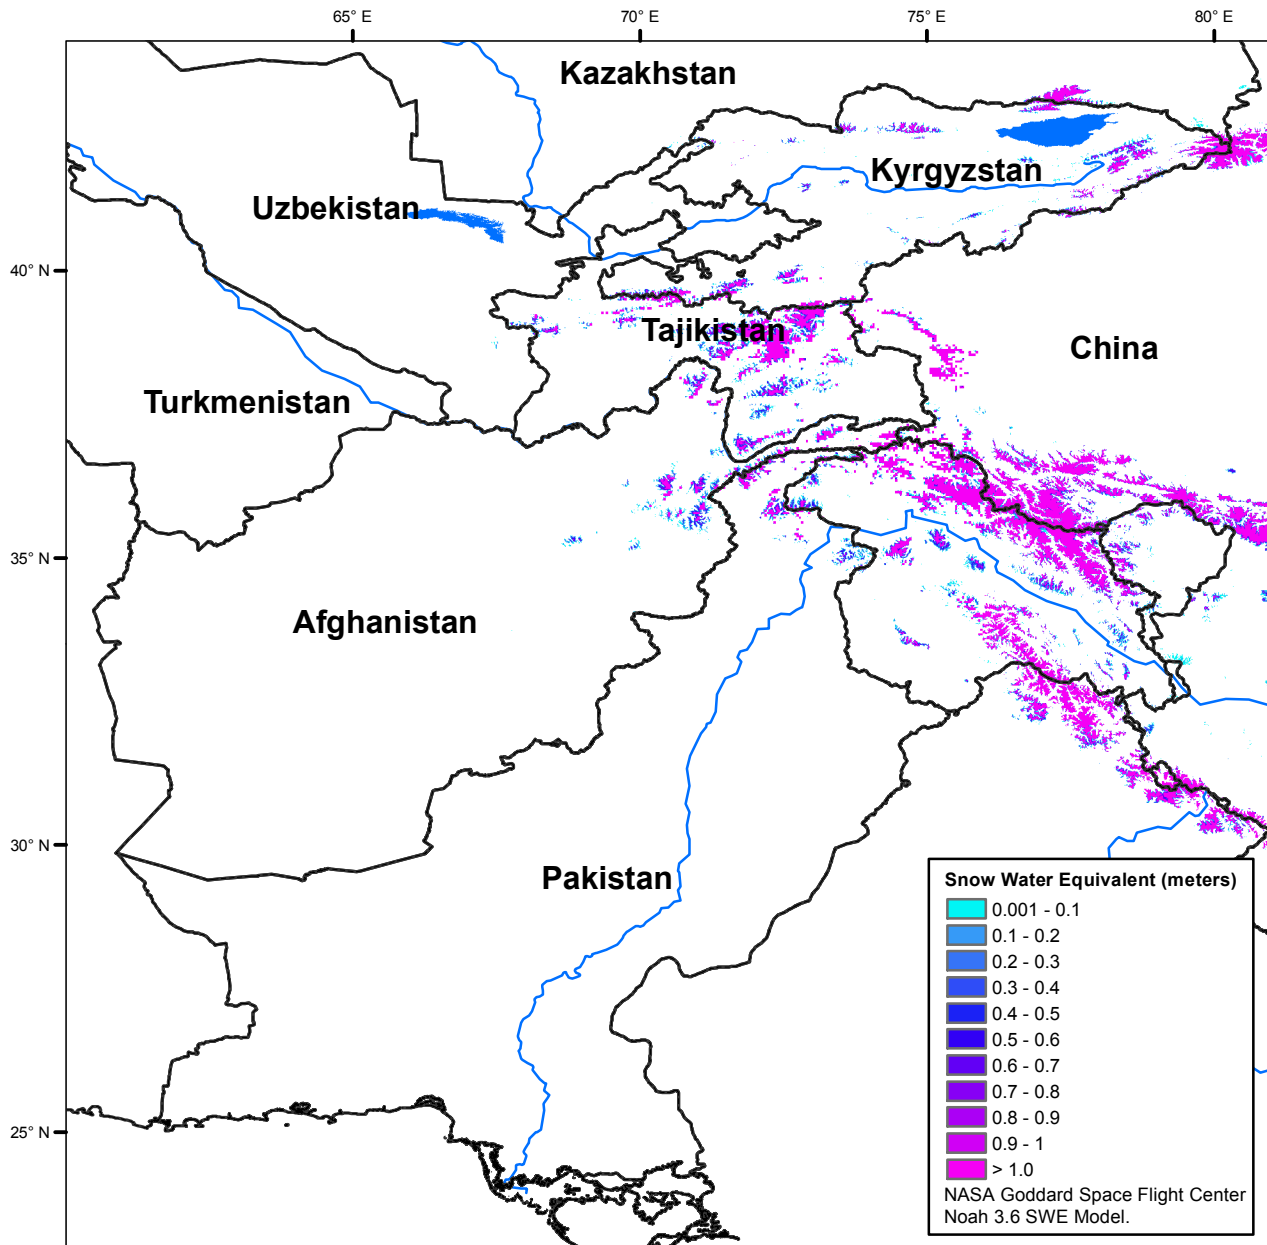 65° E
70° E
75° E
80° E
Kazakhstan
Kyrgyzstan
Uzbekistan
40° N
Tajikistan
China
Turkmenistan
35° N
Afghanistan
30° N
Pakistan
25° N
Snow Water Equivalent (meters)
0.001 - 0.1
0.1 - 0.2
0.2 - 0.3
0.3 - 0.4
0.4 - 0.5
0.5 - 0.6
0.6 - 0.7
0.7 - 0.8
0.8 - 0.9
0.9 - 1
> 1.0
NASA Goddard Space Flight Center
Noah 3.6 SWE Model.